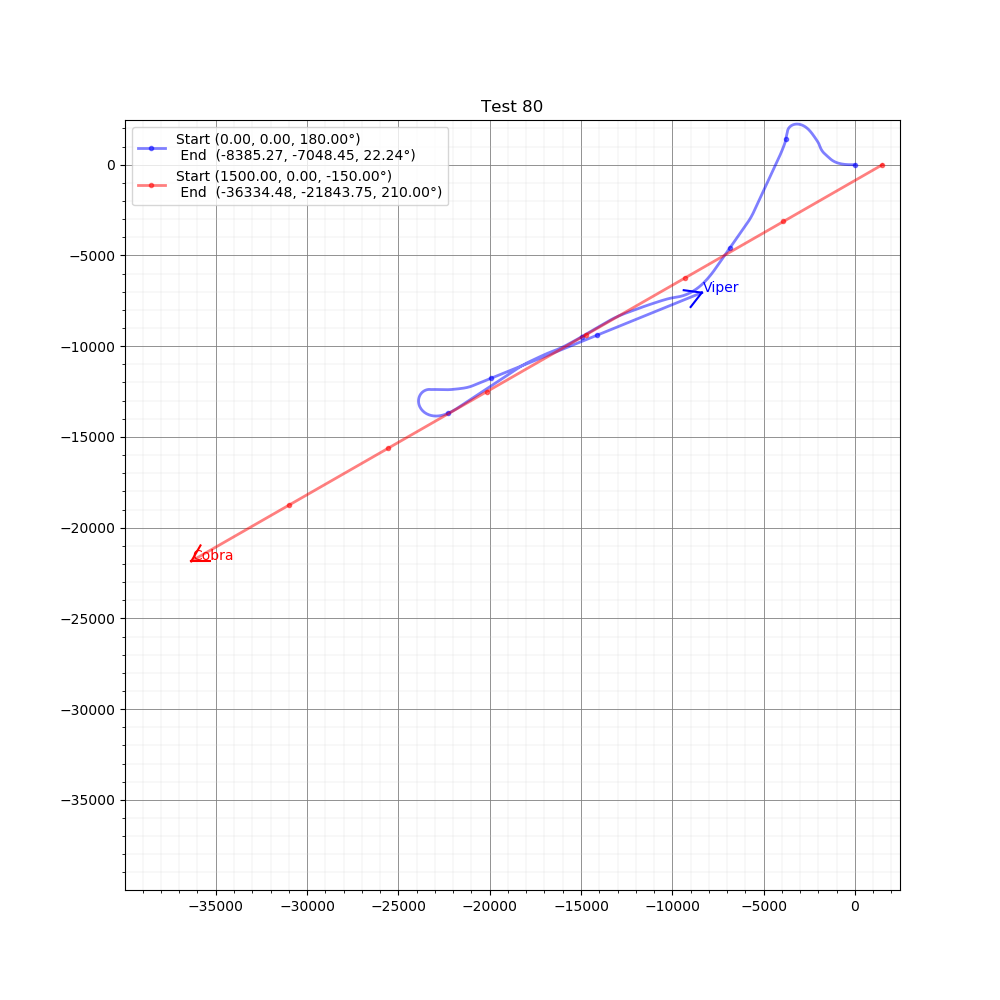 Test 80
Start (0.00, 0.00, 180.00°)
End  (-8385.27, -7048.45, 22.24°)
Start (1500.00, 0.00, -150.00°)
End  (-36334.48, -21843.75, 210.00°)
0
−5000
−10000
−15000
−20000
−25000
−30000
−35000
Viper
Cobra
−35000 −30000 −25000 −20000 −15000 −10000 −5000 0